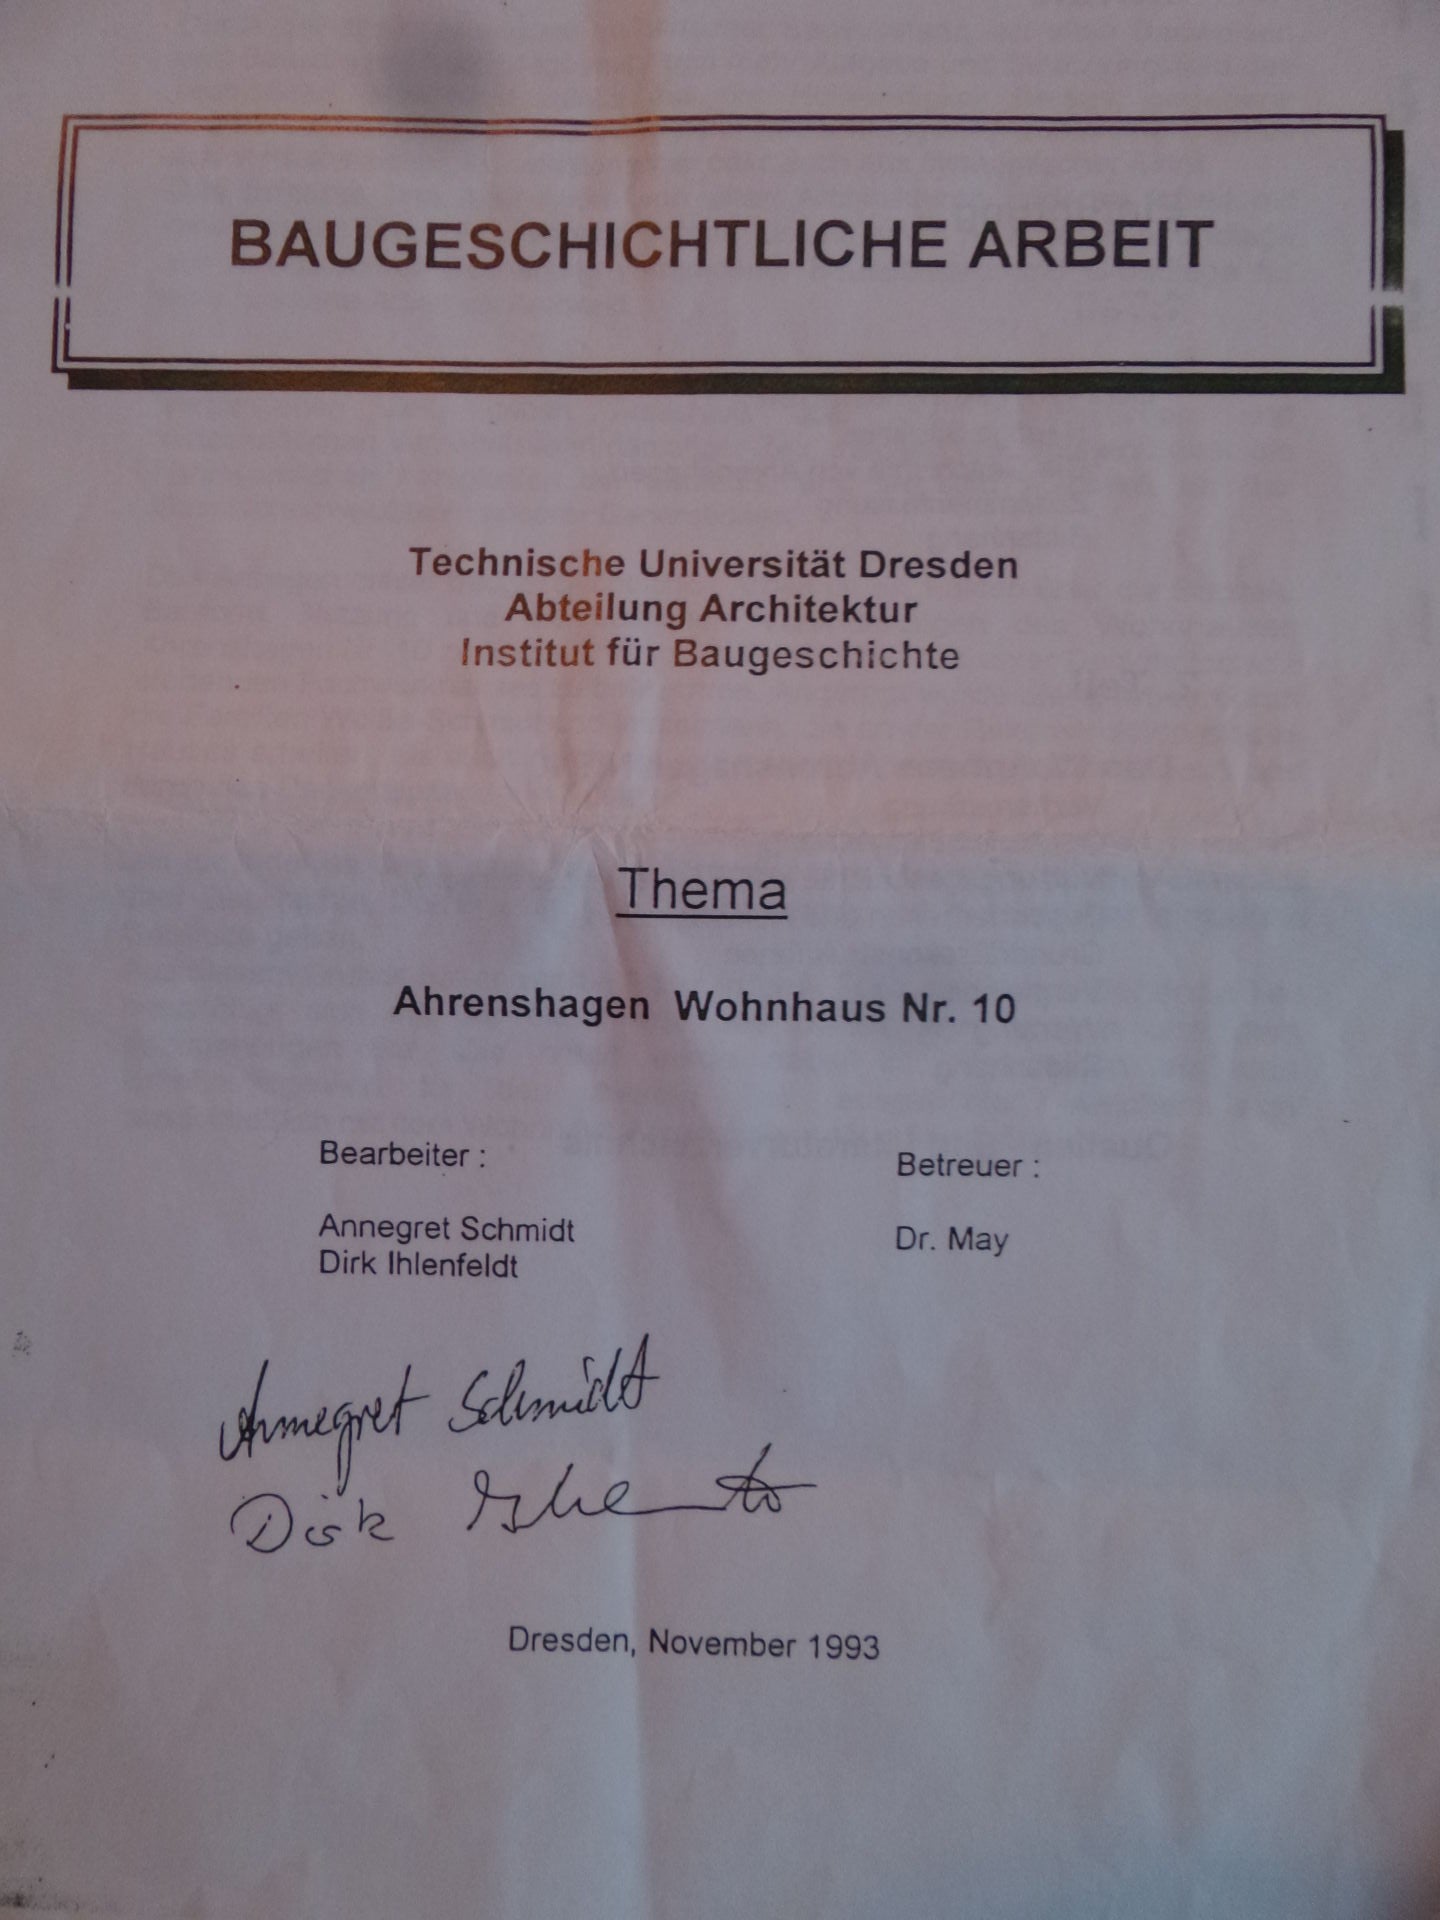 BAUGESCHICHTLICHE ARBEIT
Technische Universität Dresden
Abteilung Architektur
Institut für Baugeschichte
Thema
Ahrenshagen Wohnhaus Nr. 10
Bearbeiter :
Betreuer :
Annegret Schmidt
Dr. May
Dirk Ihlenfeldt
Annegret Schmidt
Dirk
Dresden, November 1993